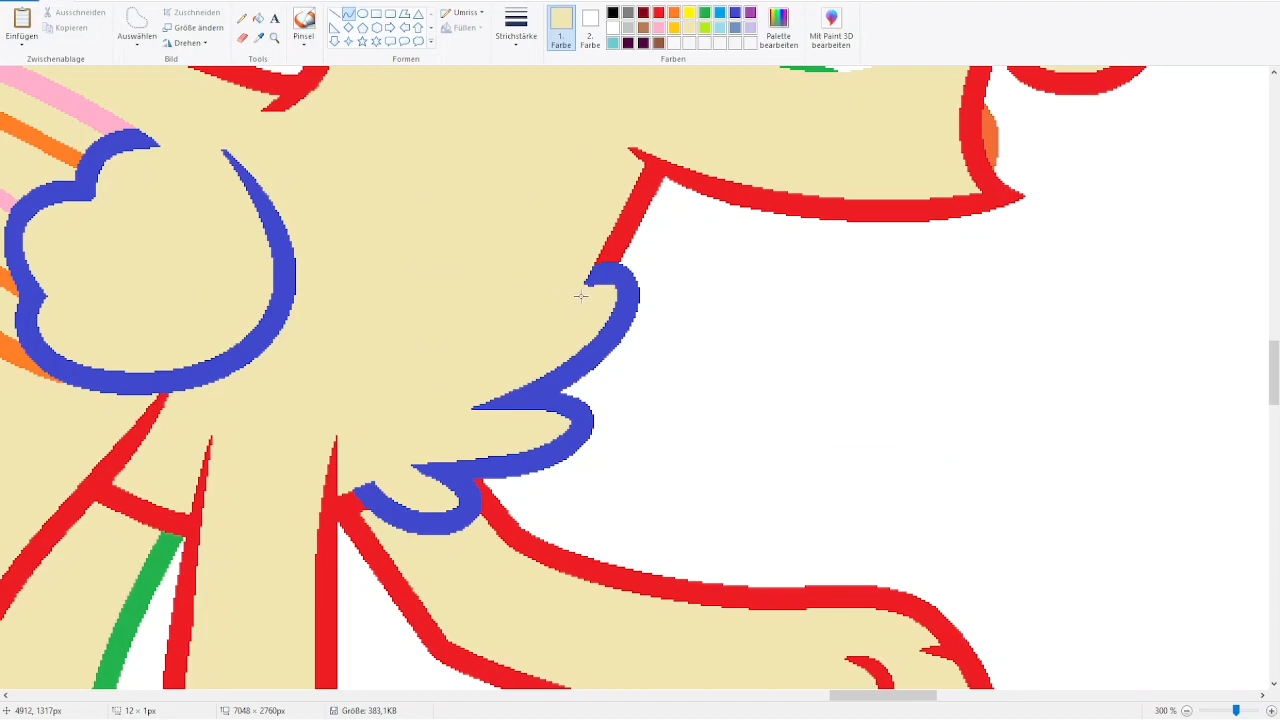 Einfügen
Ausschneiden
Kopieren
Zwischenablage
Auswählen
Zuschneiden
Größe ändern
Drehen
Bild
A
Tools
Pinsel
Formen
Umriss
Füllen
Strichstärke
1.
Farbe
2.
Farbe
Palette
bearbeiten
Mit Paint 3D
bearbeiten
Farben
4912, 1317px
12 × 1px
7048 × 2760px
Größe: 383,1KB
300 %